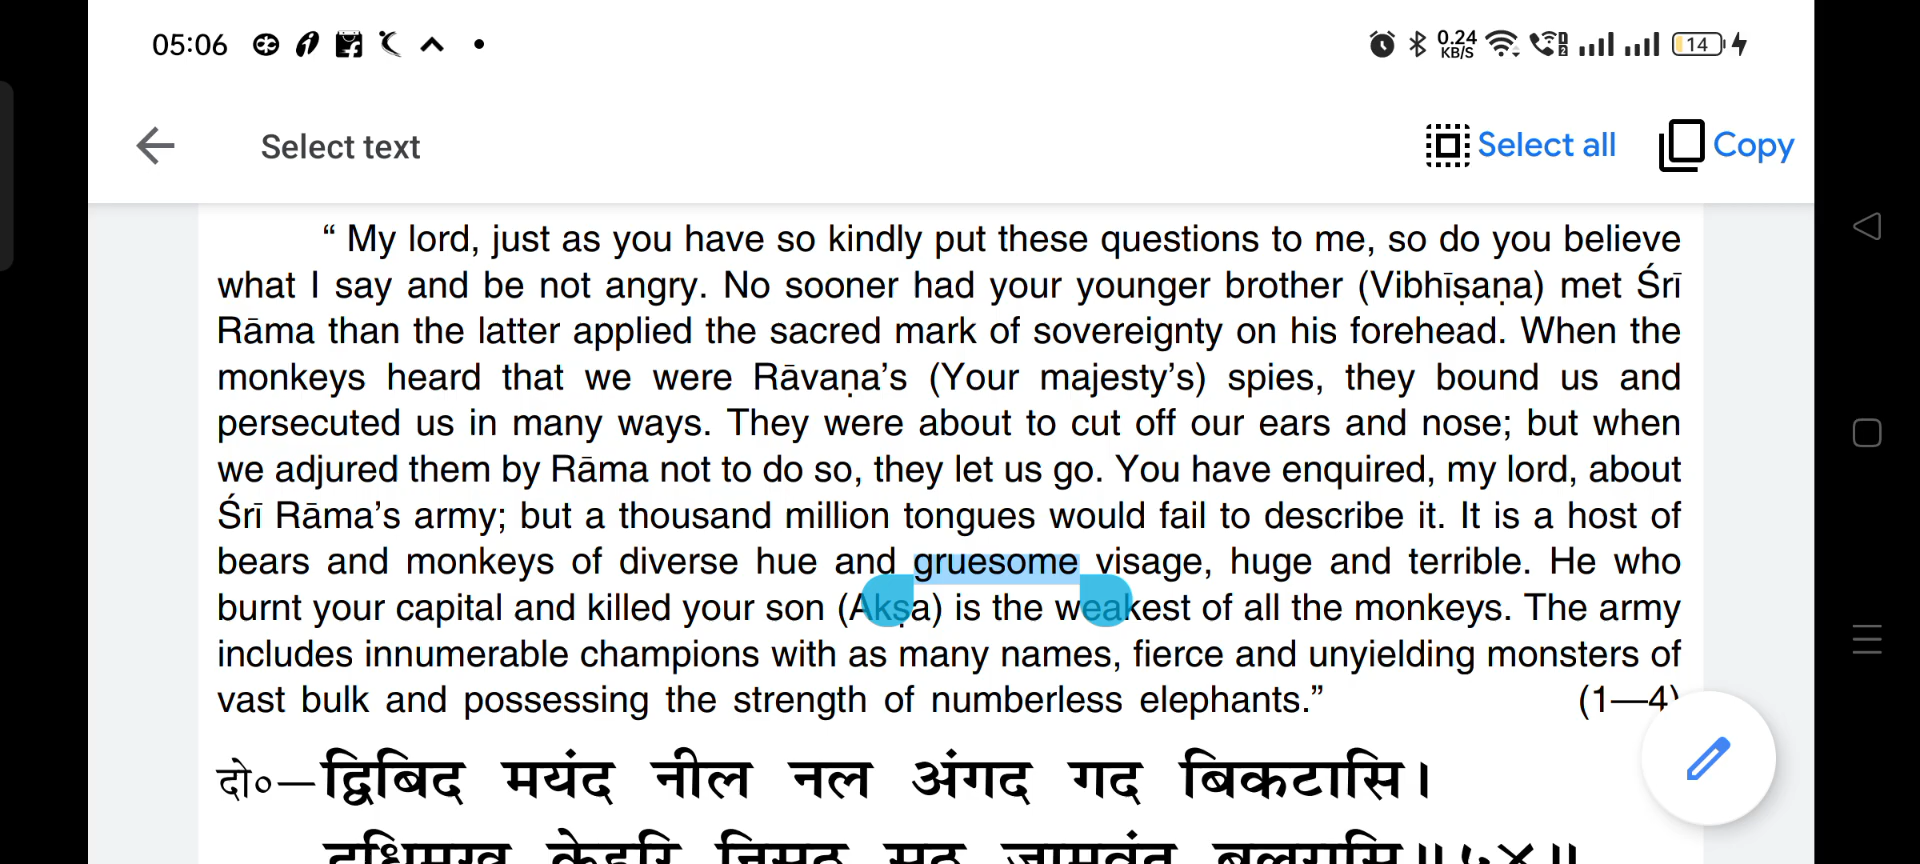 05:06
0.24 KB/S
14
Select text
Select all
Copy
“ My lord, just as you have so kindly put these questions to me, so do you believe
what I say and be not angry. No sooner had your younger brother (Vibhīṣaṇa) met Śrī
Rāma than the latter applied the sacred mark of sovereignty on his forehead. When the
monkeys heard that we were Rāvaṇa’s (Your majesty’s) spies, they bound us and
persecuted us in many ways. They were about to cut off our ears and nose; but when
we adjured them by Rāma not to do so, they let us go. You have enquired, my lord, about
Śrī Rāma’s army; but a thousand million tongues would fail to describe it. It is a host of
bears and monkeys of diverse hue and gruesome visage, huge and terrible. He who
burnt your capital and killed your son (Akṣa) is the weakest of all the monkeys. The army
includes innumerable champions with as many names, fierce and unyielding monsters of
vast bulk and possessing the strength of numberless elephants.” (1—4)
दो०—द्विबिद मयंद नील नल अंगद गद बिकटासि।
दधिमुख केहरि निसठ सठ जामवंत बलरासि॥५४॥